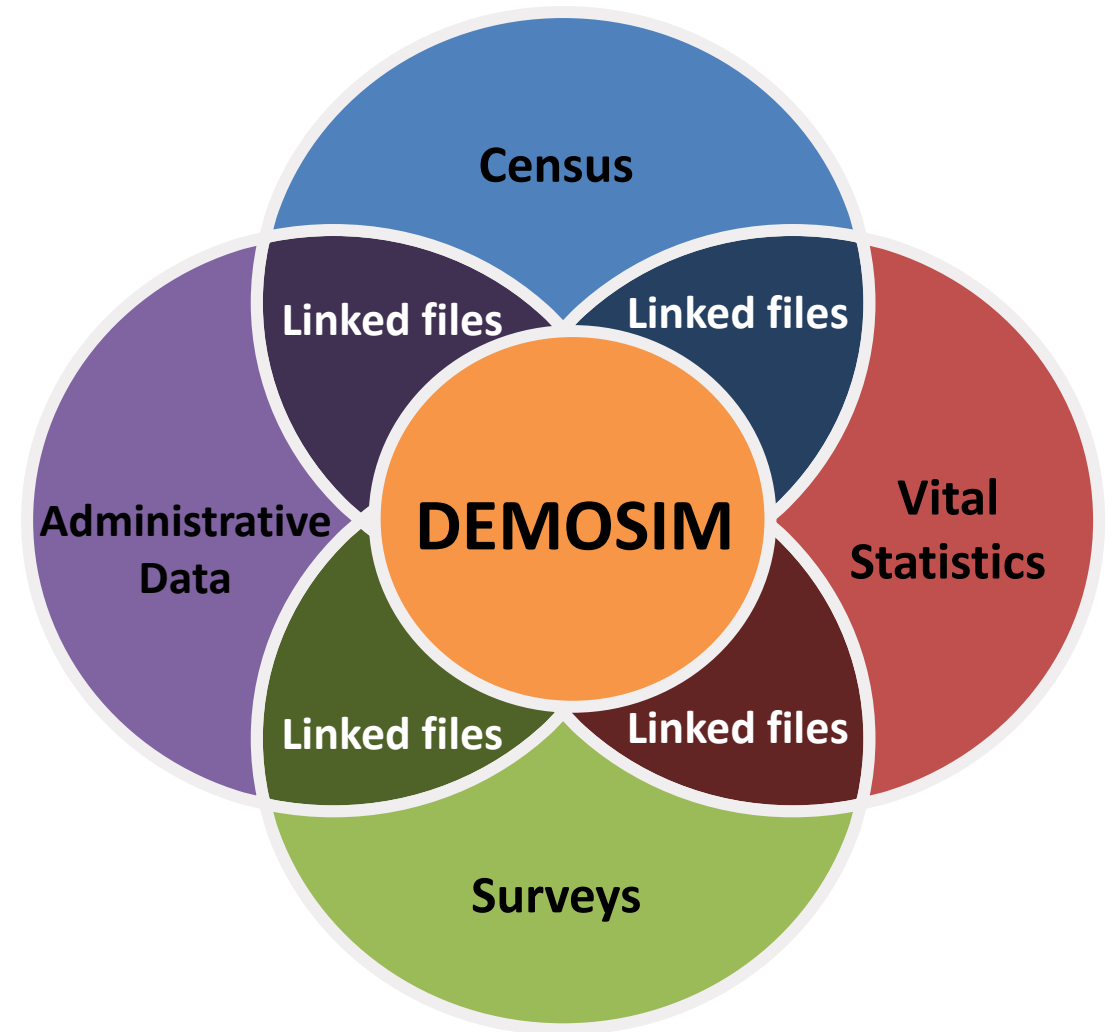 Census
Linked files
Linked files
Administrative
Data
DEMOSIM
Vital
Statistics
Linked files
Linked files
Surveys